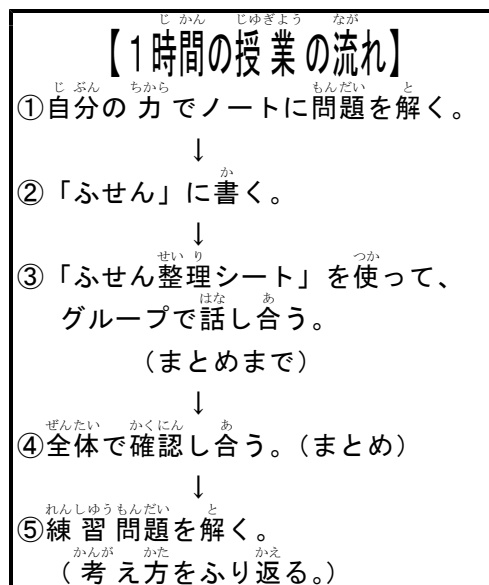 【１時間の授業の流れ】
①自分の力でノートに問題を解く。
↓
②「ふせん」に書く。
↓
③「ふせん整理シート」を使って、
グループで話し合う。
（まとめまで）
↓
④全体で確認し合う。（まとめ）
↓
⑤練習問題を解く。
（考え方をふり返る。）